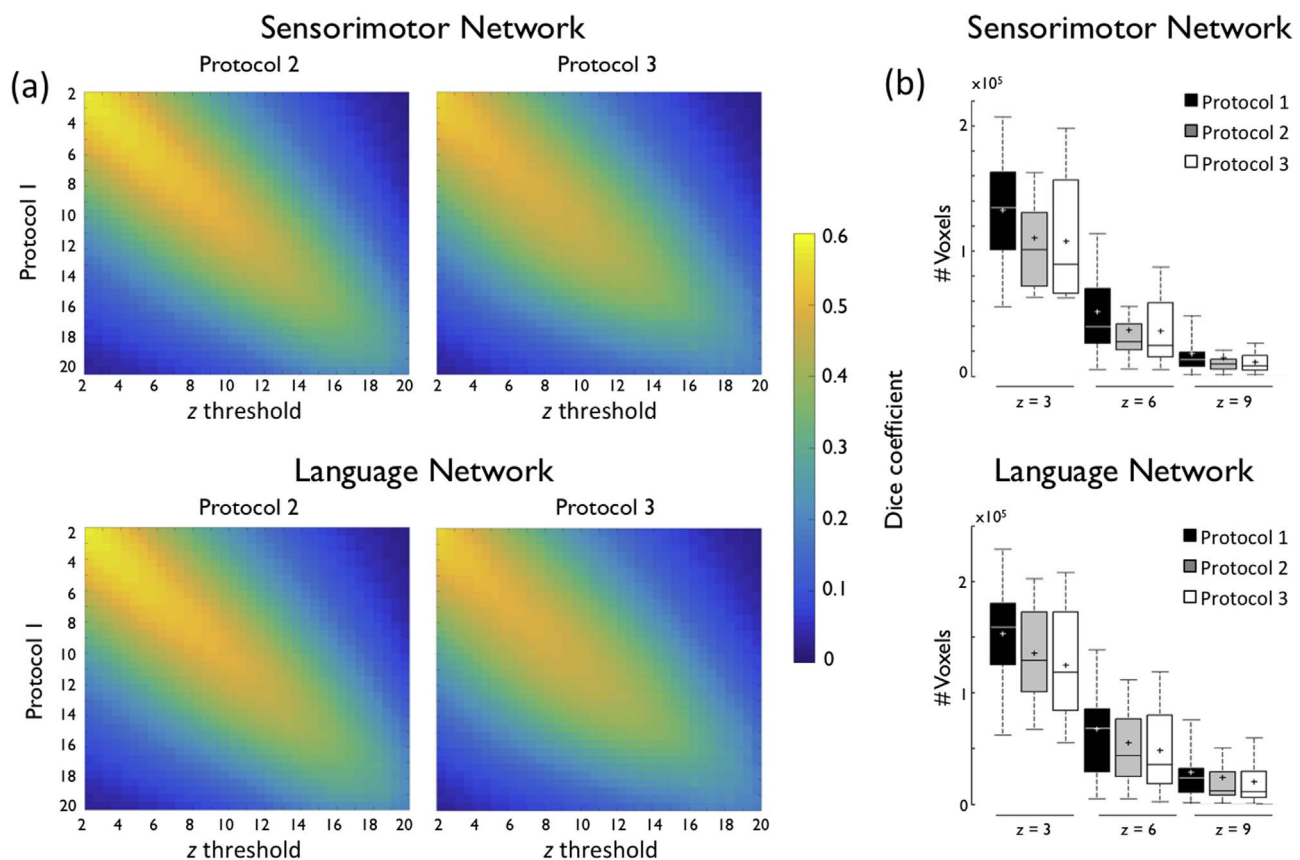 Sensorimotor Network
(a)
Protocol 2
Protocol 3
Protocol 1
2
4
6
8
10
12
14
16
18
20
2 4 6 8 10 12 14 16 18 20
z threshold
2 4 6 8 10 12 14 16 18 20
z threshold
Language Network
Protocol 2
Protocol 3
Protocol 1
2
4
6
8
10
12
14
16
18
20
2 4 6 8 10 12 14 16 18 20
z threshold
2 4 6 8 10 12 14 16 18 20
z threshold
0.6
0.5
0.4
0.3
0.2
0.1
0
Dice coefficient
Sensorimotor Network
(b)
×10⁵
Protocol 1
Protocol 2
Protocol 3
# Voxels
2
1
0
z = 3 z = 6 z = 9
Language Network
×10⁵
Protocol 1
Protocol 2
Protocol 3
# Voxels
2
1
0
z = 3 z = 6 z = 9